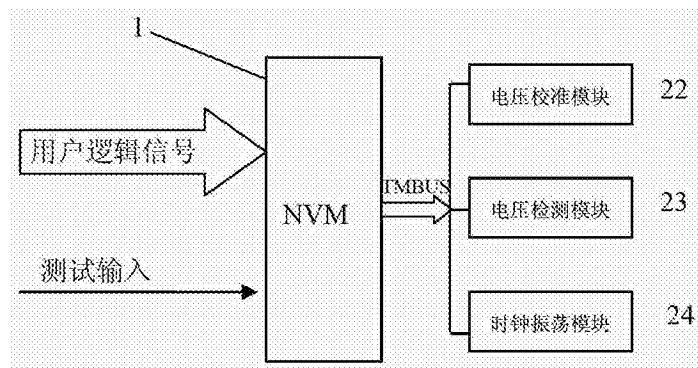 1
电压校准模块 22
用户逻辑信号
TMBUS
NVM
电压检测模块 23
测试输入
时钟振荡模块 24